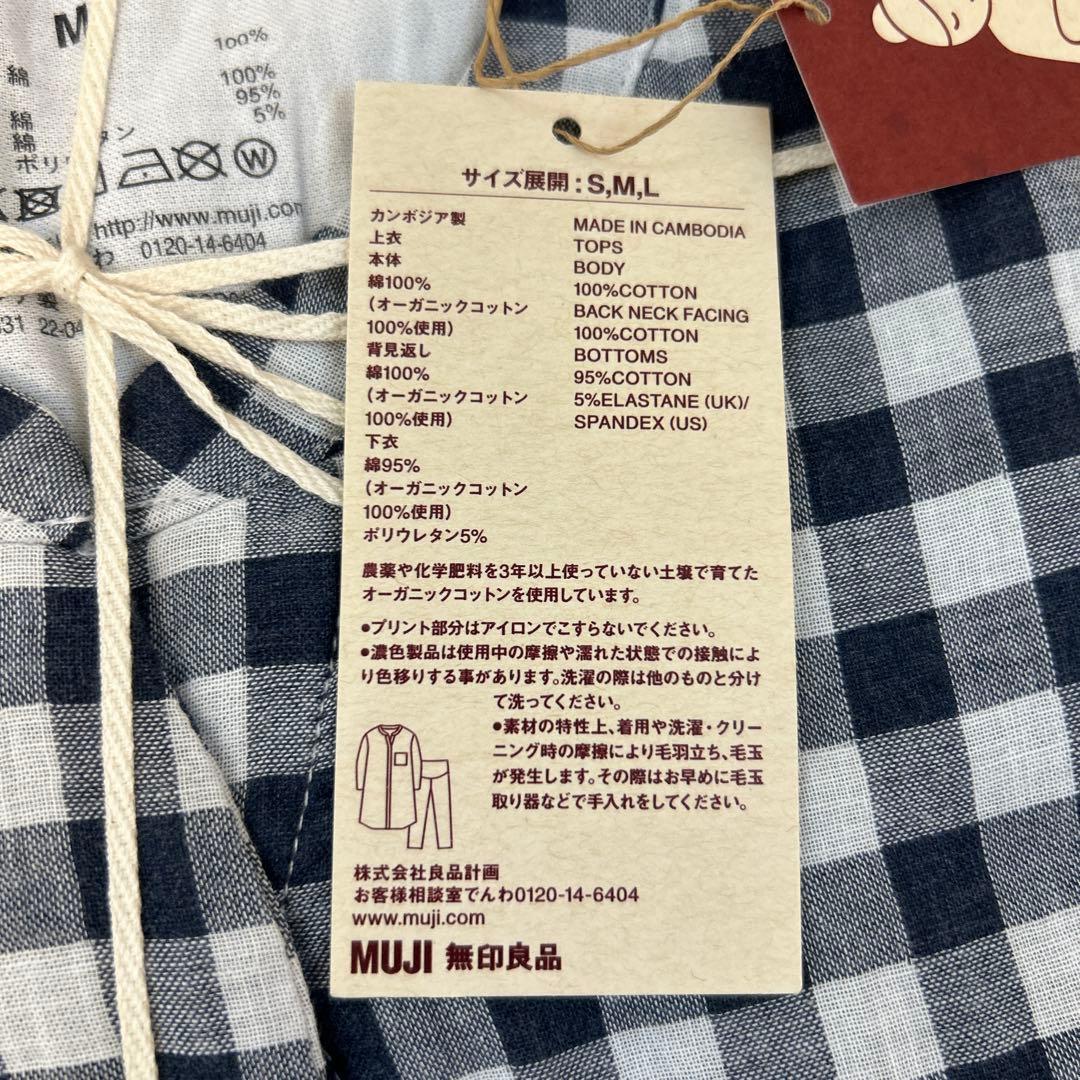 M
100%
綿 100%
95%
綿 5%
綿
ポリ タン
W
http://www.muji.com
わ 0120-14-6404
サイズ展開：S,M,L
カンボジア製
上衣
本体
綿100%
(オーガニックコットン
100%使用)
背見返し
綿100%
(オーガニックコットン
100%使用)
下衣
綿95%
(オーガニックコットン
100%使用)
ポリウレタン5%
MADE IN CAMBODIA
TOPS
BODY
100%COTTON
BACK NECK FACING
100%COTTON
BOTTOMS
95%COTTON
5%ELASTANE (UK)/
SPANDEX (US)
農薬や化学肥料を3年以上使っていない土壌で育てた
オーガニックコットンを使用しています。
●プリント部分はアイロンでこすらないでください。
●濃色製品は使用中の摩擦や濡れた状態での接触によ
り色移りする事があります。洗濯の際は他のものと分け
て洗ってください。
●素材の特性上、着用や洗濯・クリー
ニング時の摩擦により毛羽立ち、毛玉
が発生します。その際はお早めに毛玉
取り器などで手入れをしてください。
株式会社良品計画
お客様相談室でんわ0120-14-6404
www.muji.com
MUJI 無印良品